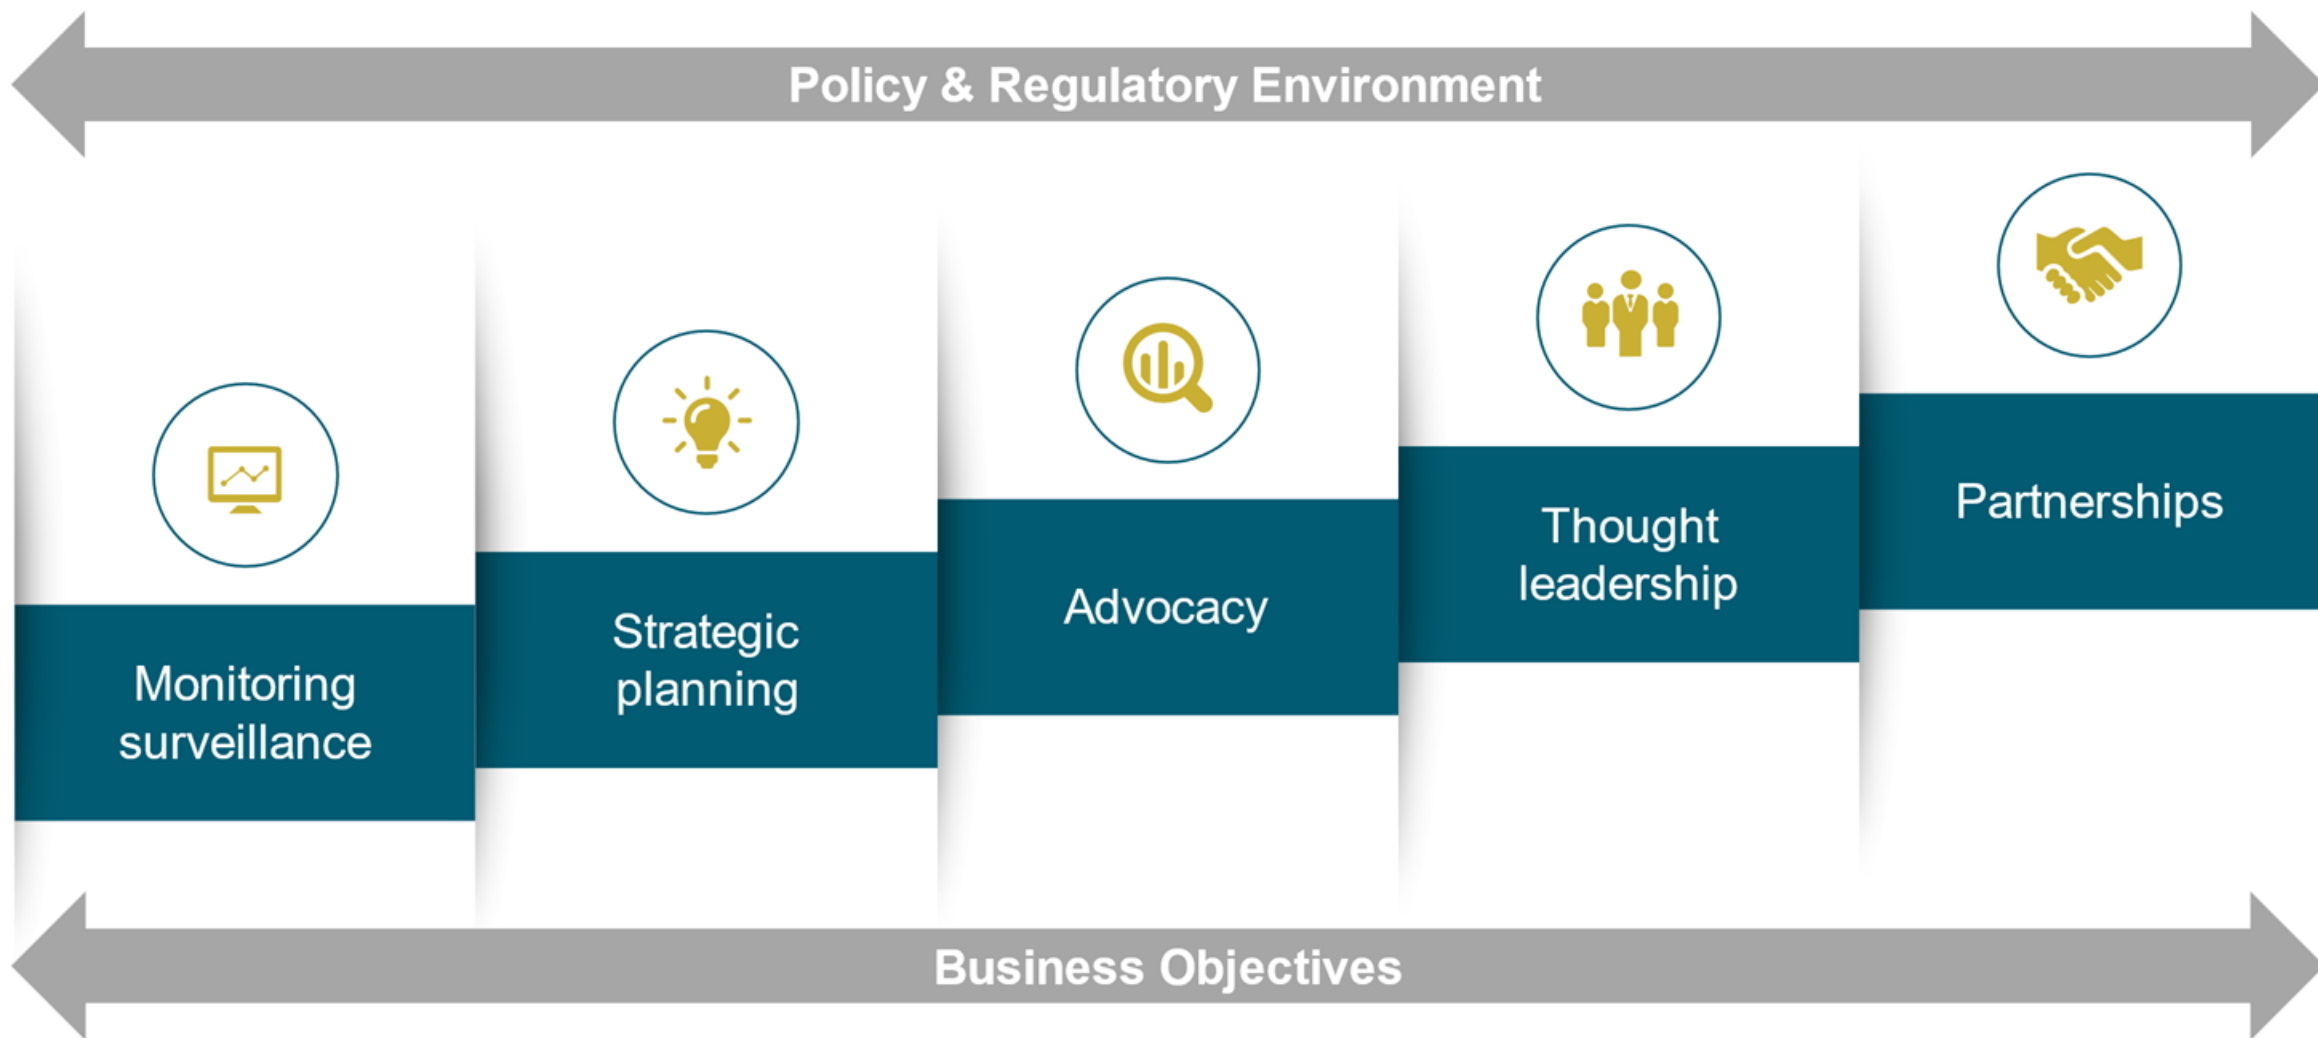 Policy & Regulatory Environment
Monitoring
surveillance
Strategic
planning
Advocacy
Thought
leadership
Partnerships
Business Objectives